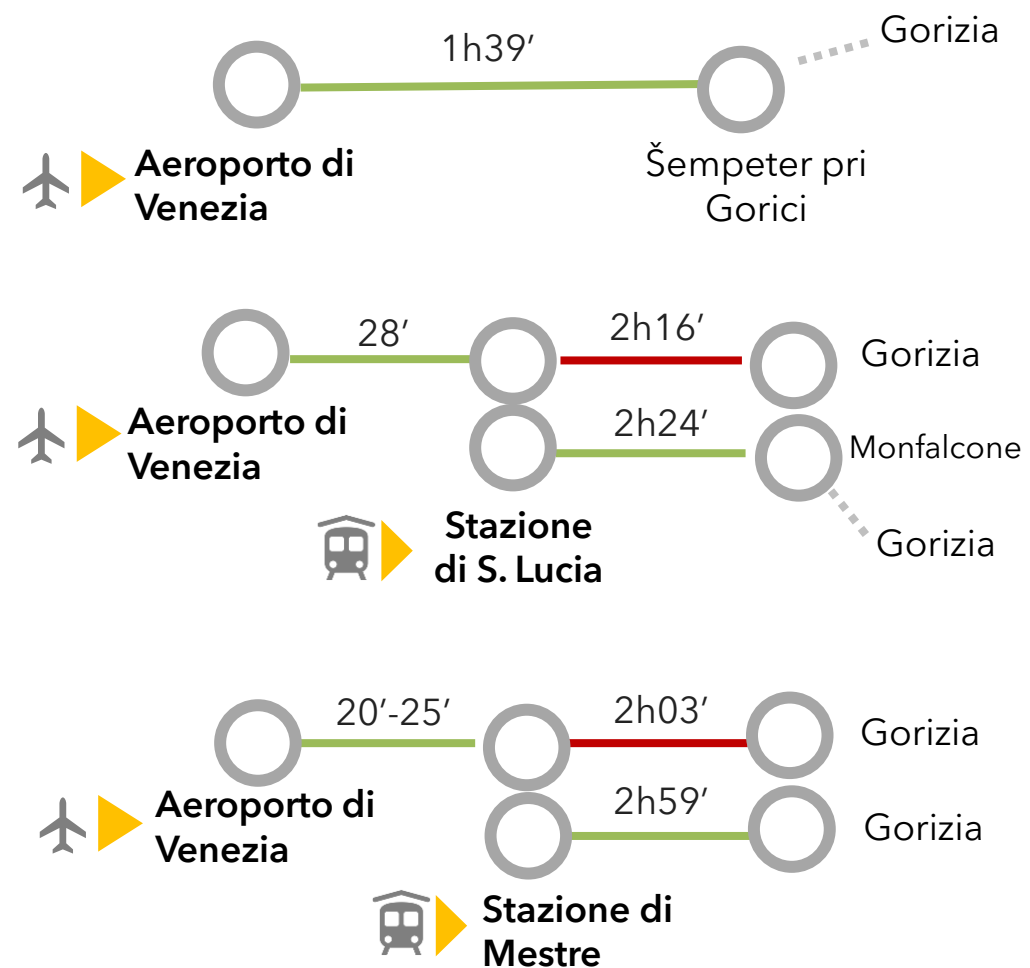 1h39’
Gorizia
Aeroporto di
Venezia
Šempeter pri
Gorici
28’
2h16’
Gorizia
Aeroporto di
Venezia
2h24’
Monfalcone
Stazione
di S. Lucia
Gorizia
20’-25’
2h03’
Gorizia
Aeroporto di
Venezia
2h59’
Gorizia
Stazione di
Mestre